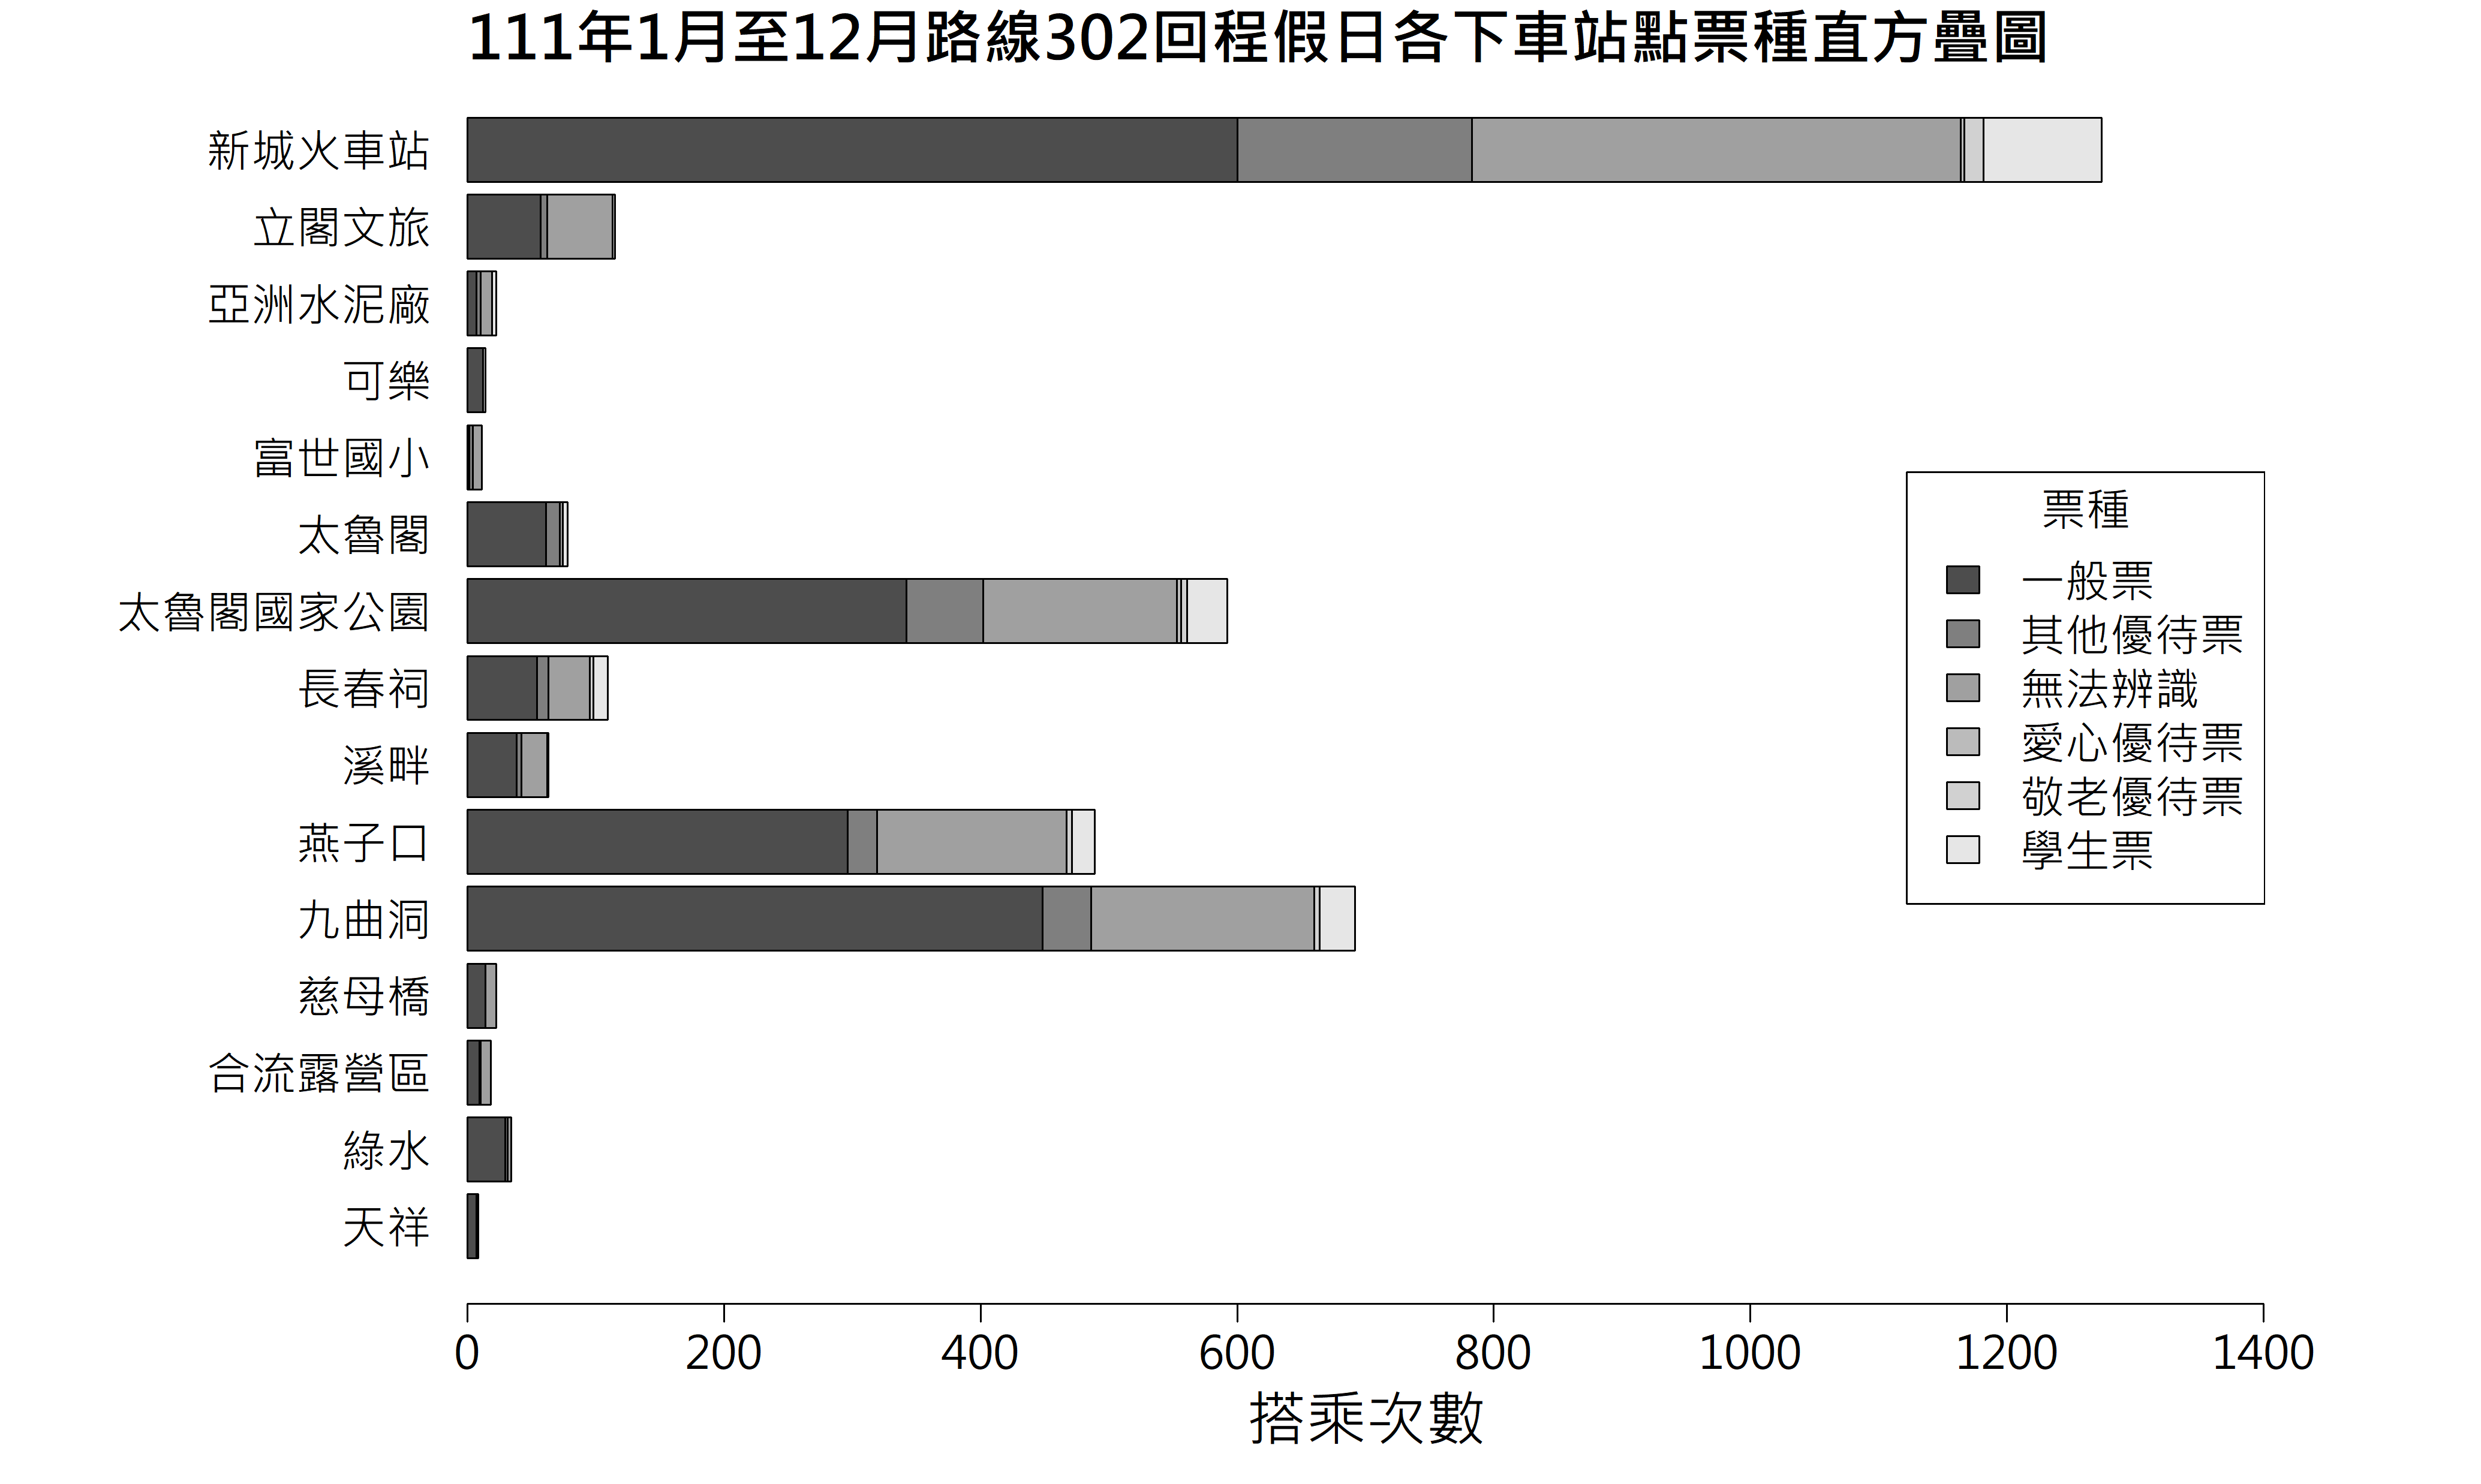 111年1月至12月路線302回程假日各下車站點票種直方疊圖
新城火車站
立閣文旅
亞洲水泥廠
可樂
富世國小
太魯閣
太魯閣國家公園
長春祠
溪畔
燕子口
九曲洞
慈母橋
合流露營區
綠水
天祥
票種
一般票
其他優待票
無法辨識
愛心優待票
敬老優待票
學生票
0 200 400 600 800 1000 1200 1400
搭乘次數